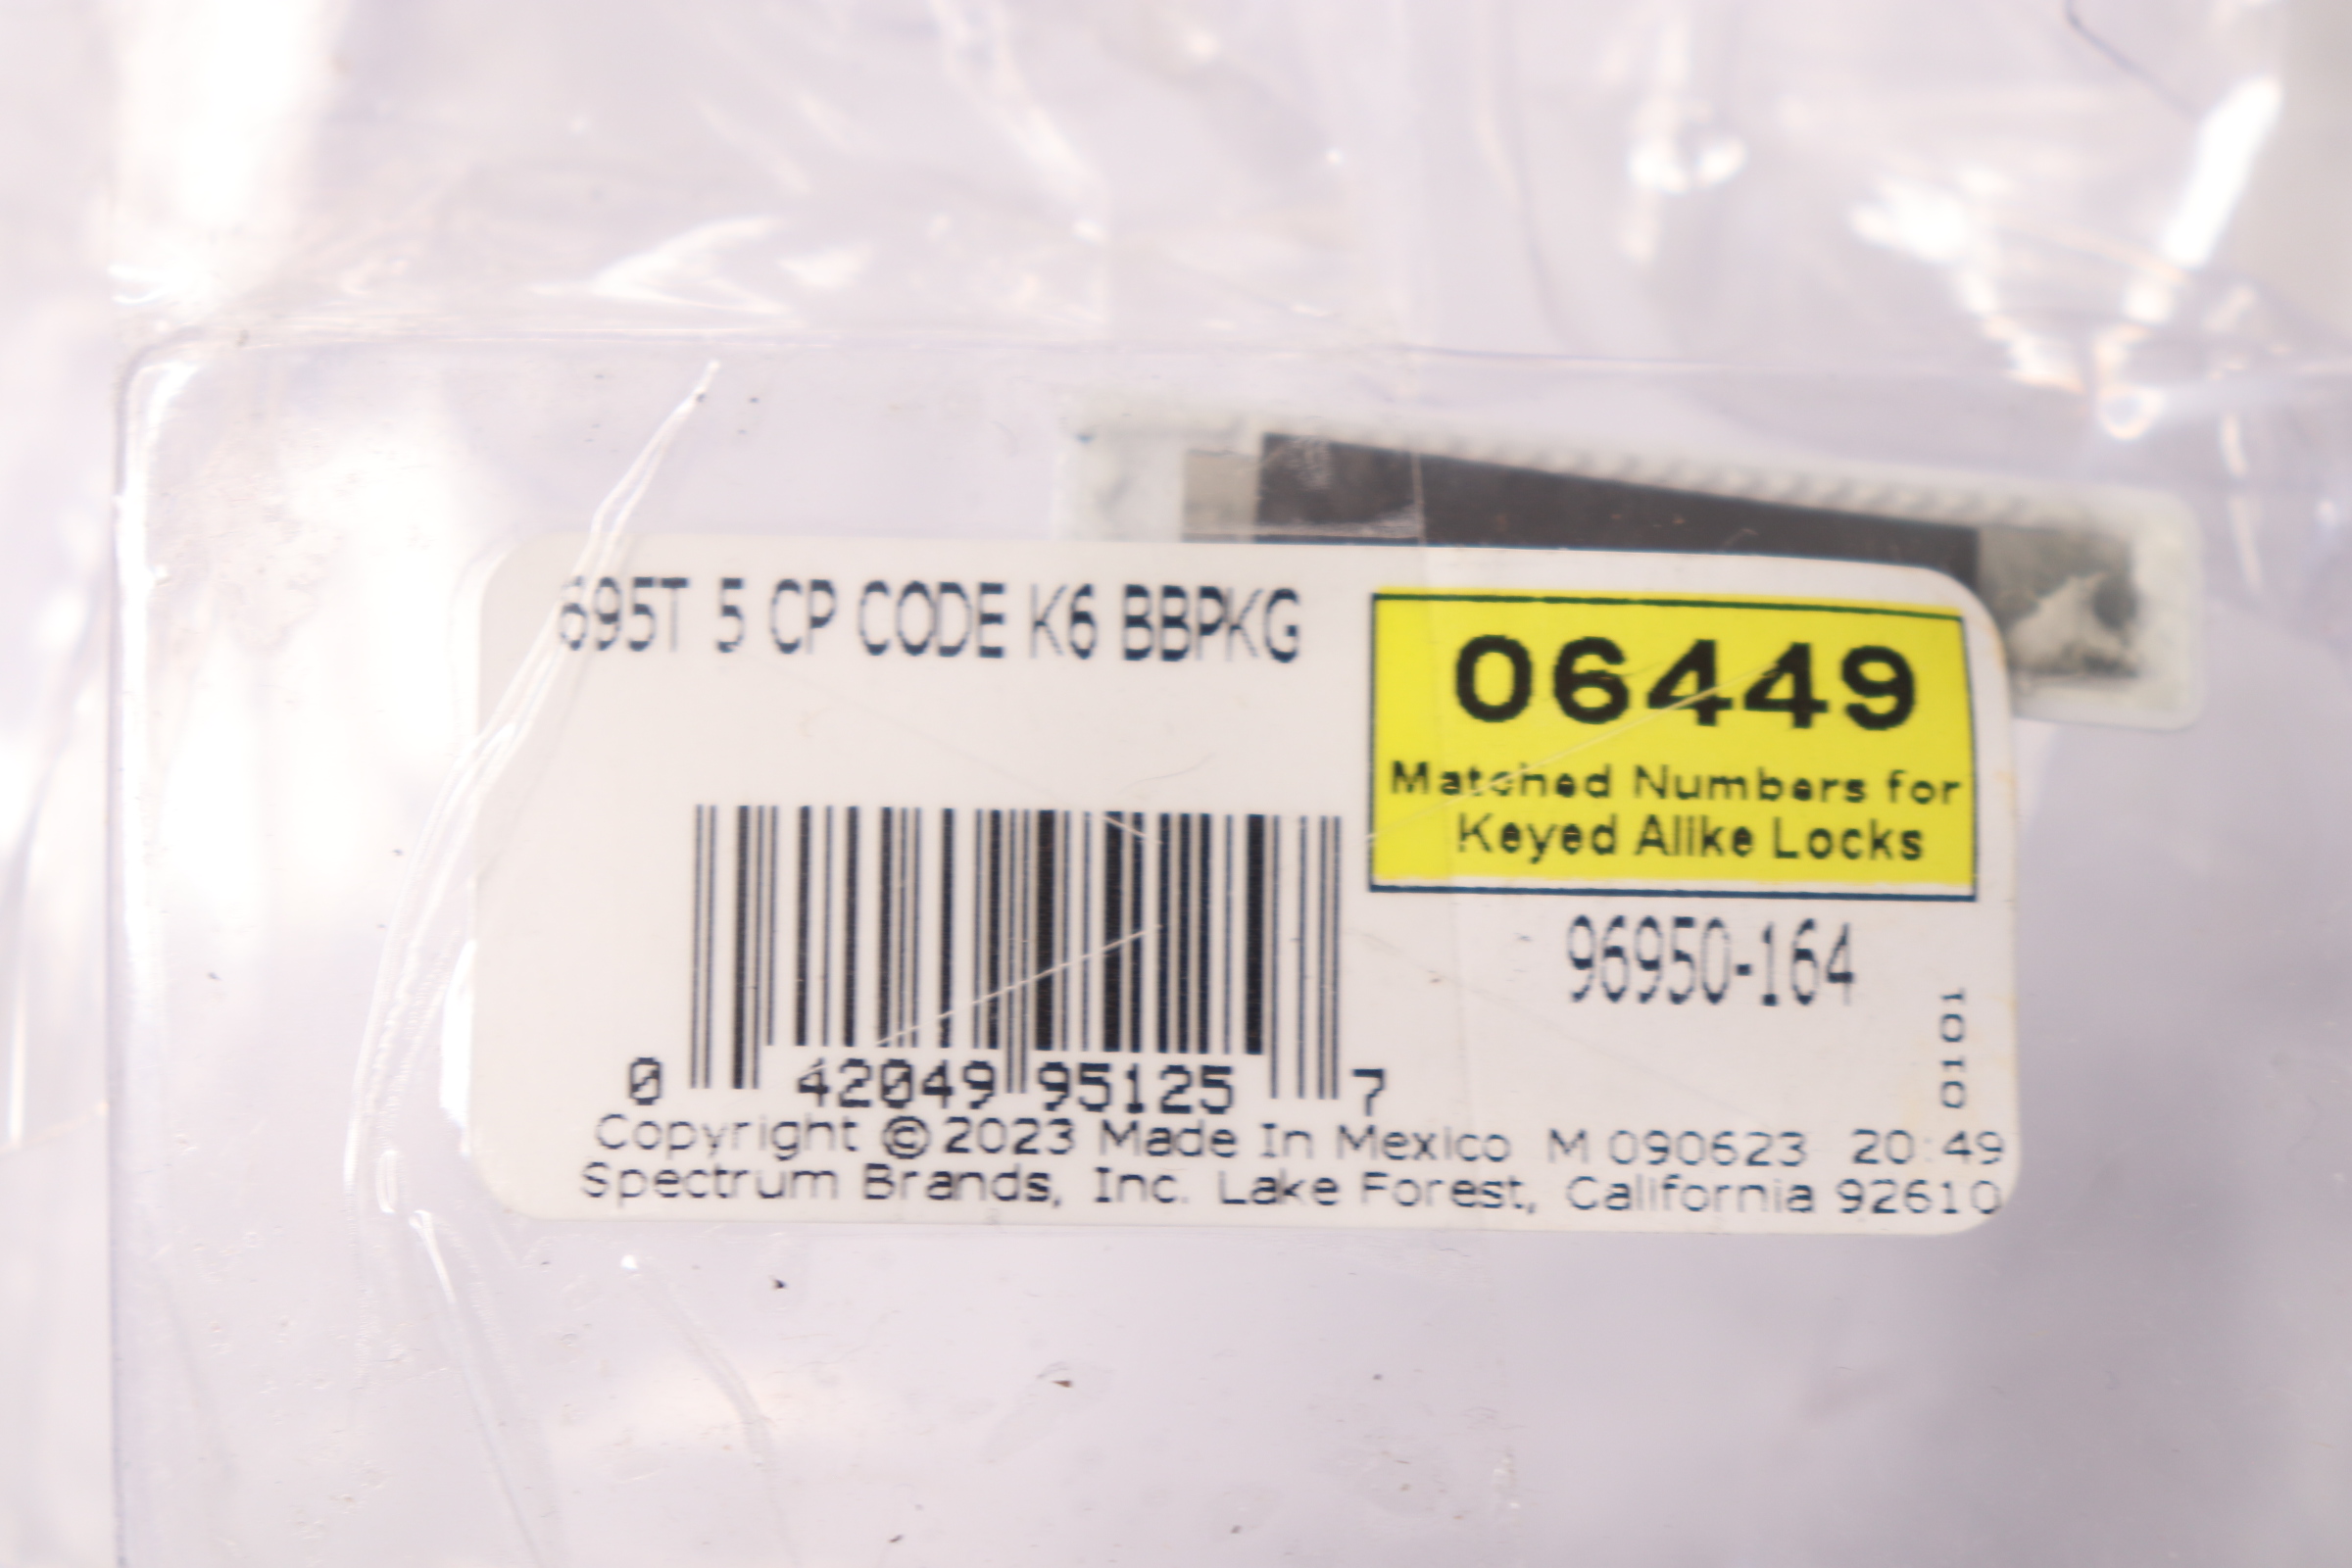 695T 5 CP CODE K6 BBPKG
06449
Matched Numbers for
Keyed Alike Locks
96950-164
0101
0 42049 95125 7
Copyright ©2023 Made In Mexico M 090623 20:49
Spectrum Brands, Inc. Lake Forest, California 92610